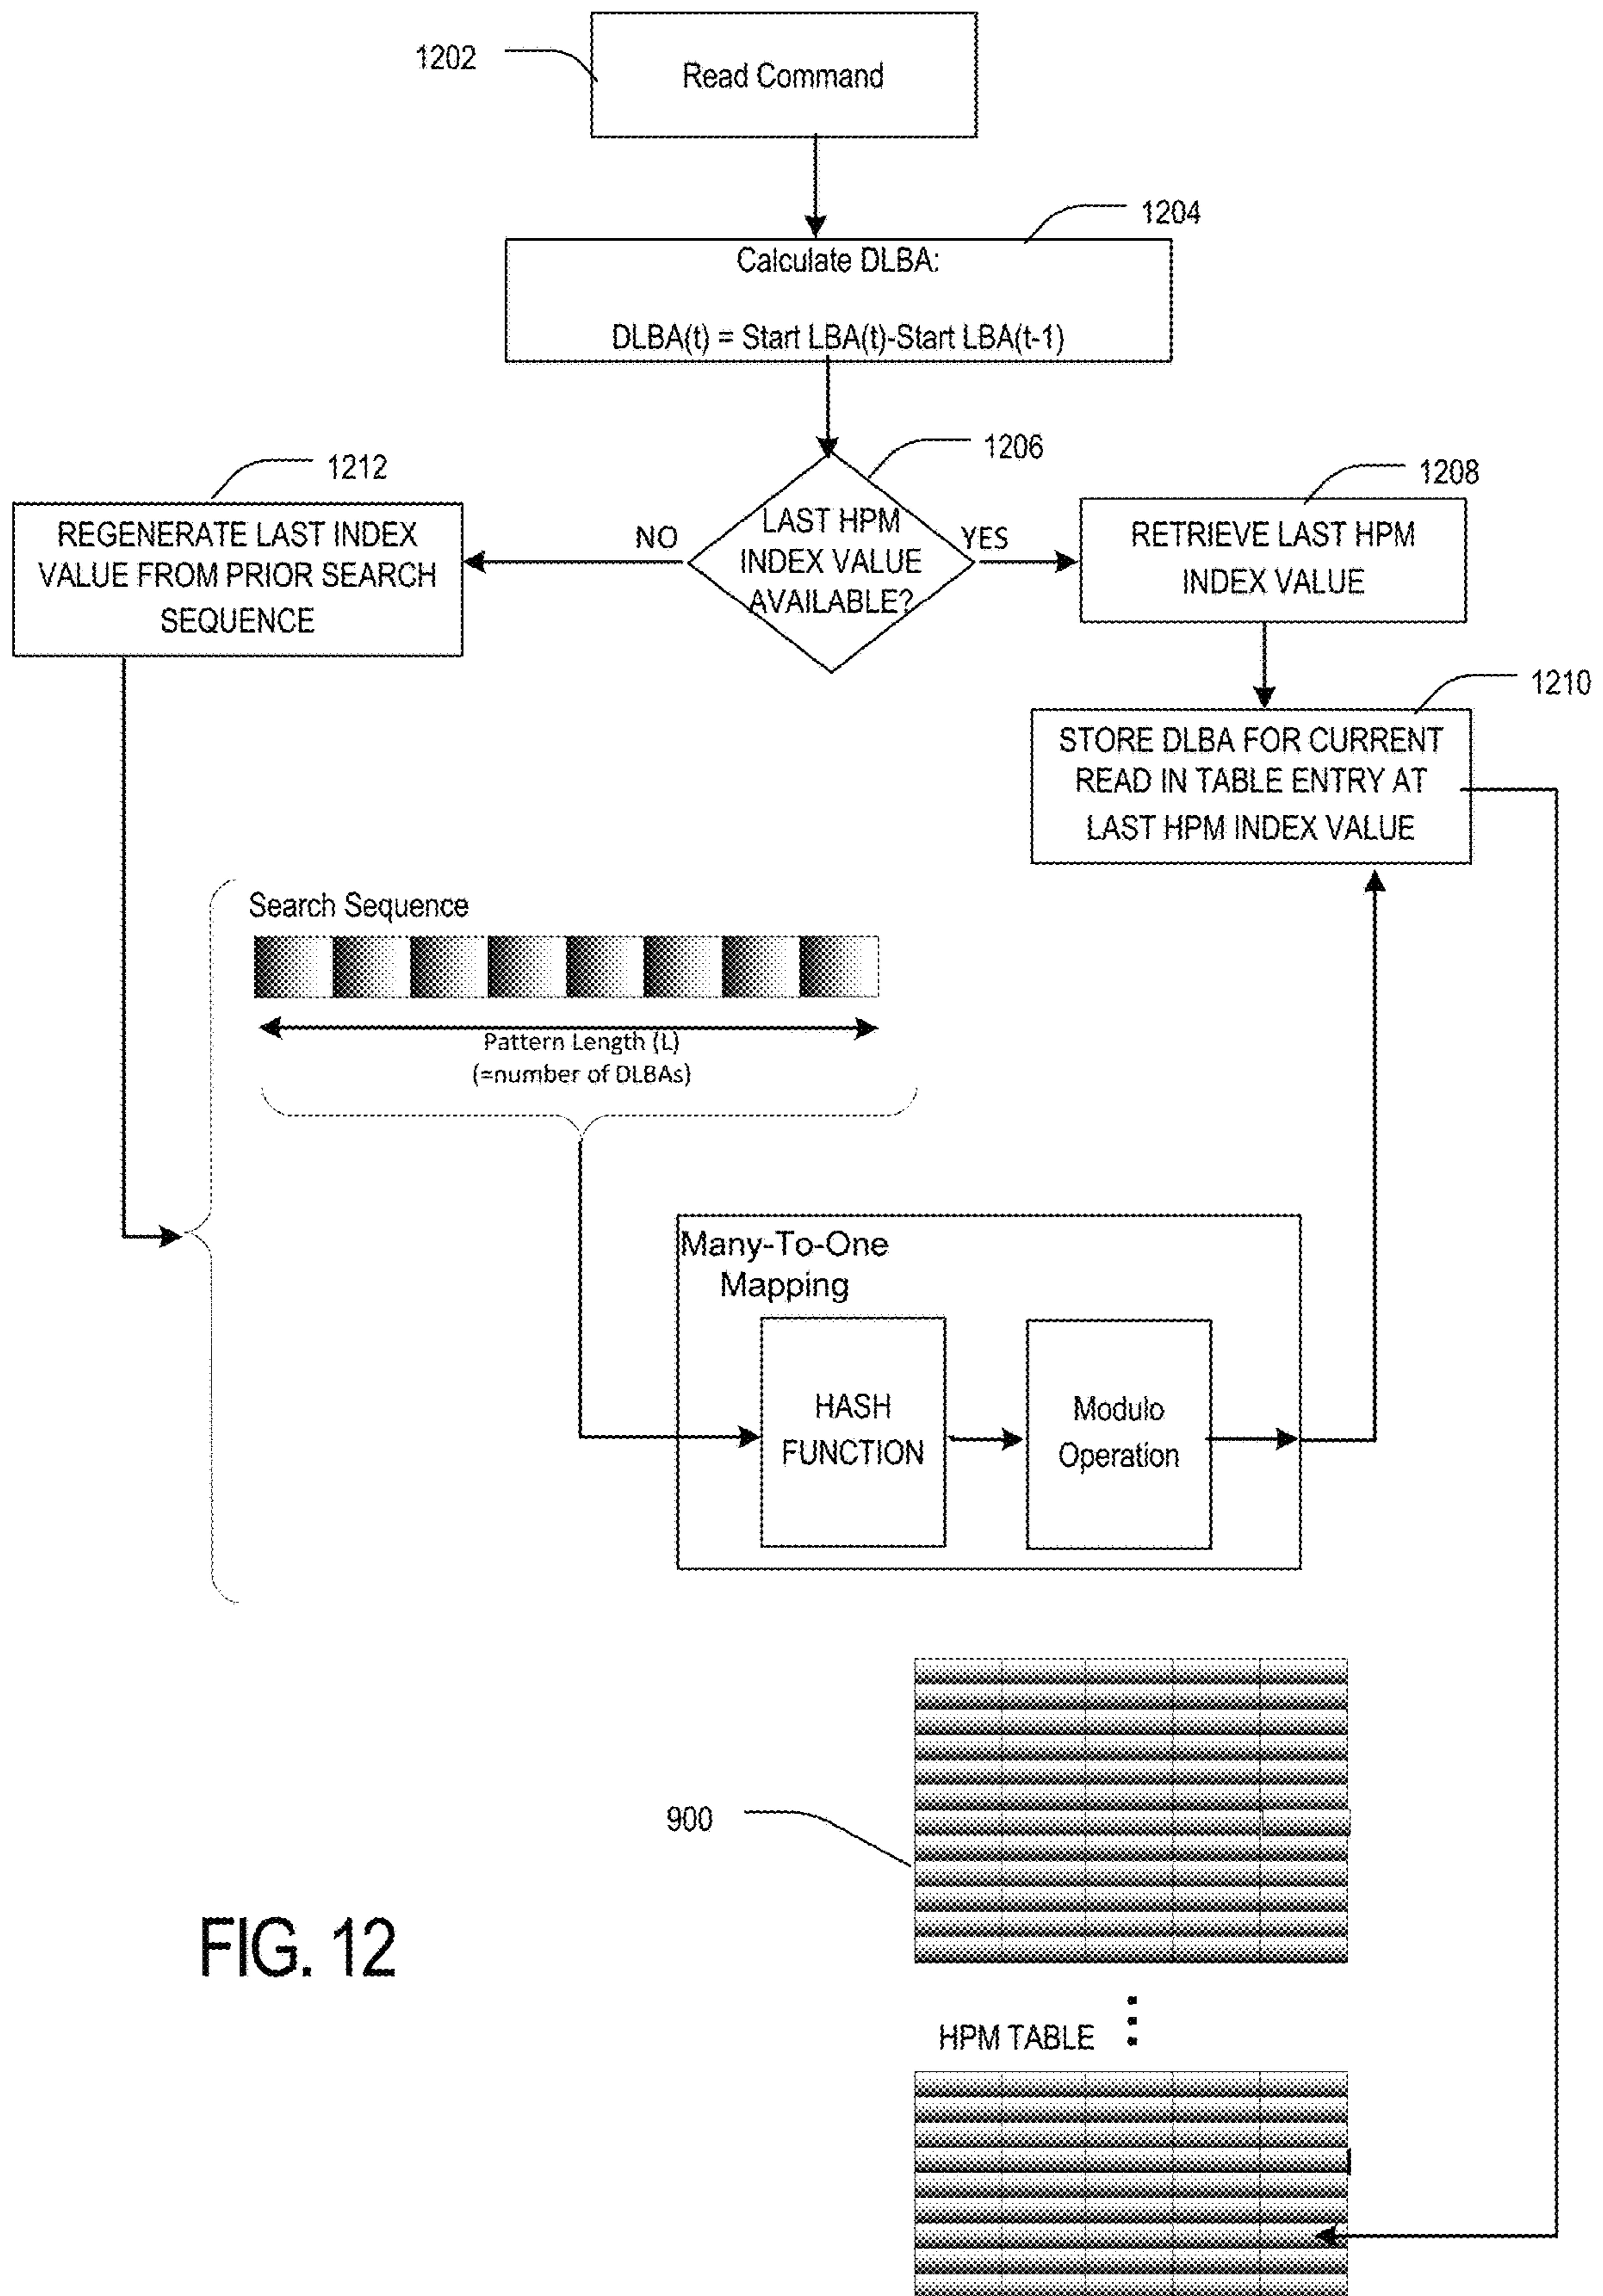 1202
Read Command
1204
Calculate DLBA:
DLBA(t) = Start LBA(t)-Start LBA(t-1)
1206
LAST HPM
INDEX VALUE
AVAILABLE?
NO
YES
1212
REGENERATE LAST INDEX
VALUE FROM PRIOR SEARCH
SEQUENCE
1208
RETRIEVE LAST HPM
INDEX VALUE
1210
STORE DLBA FOR CURRENT
READ IN TABLE ENTRY AT
LAST HPM INDEX VALUE
Search Sequence
Pattern Length (L)
(=number of DLBAs)
Many-To-One
Mapping
HASH
FUNCTION
Modulo
Operation
900
HPM TABLE
FIG. 12